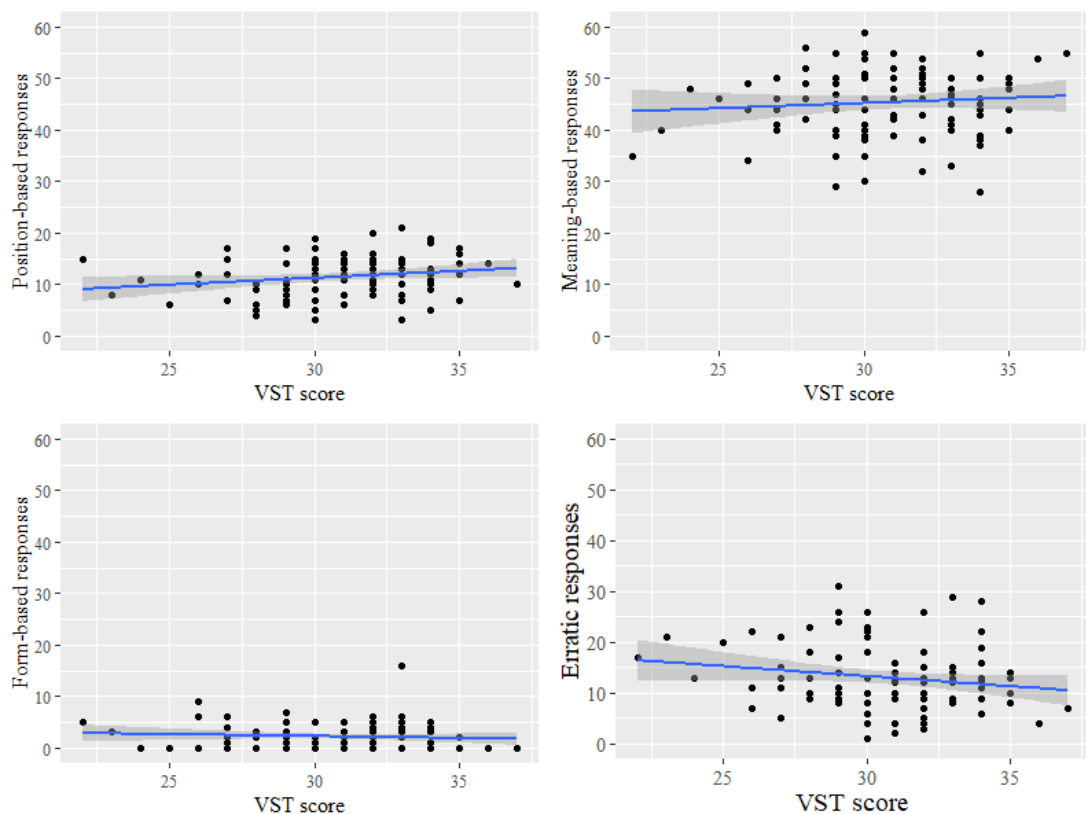 Position-based responses
60
50
40
30
20
10
0
25 30 35
VST score
Meaning-based responses
60
50
40
30
20
10
0
25 30 35
VST score
Form-based responses
60
50
40
30
20
10
0
25 30 35
VST score
Erratic responses
60
50
40
30
20
10
0
25 30 35
VST score